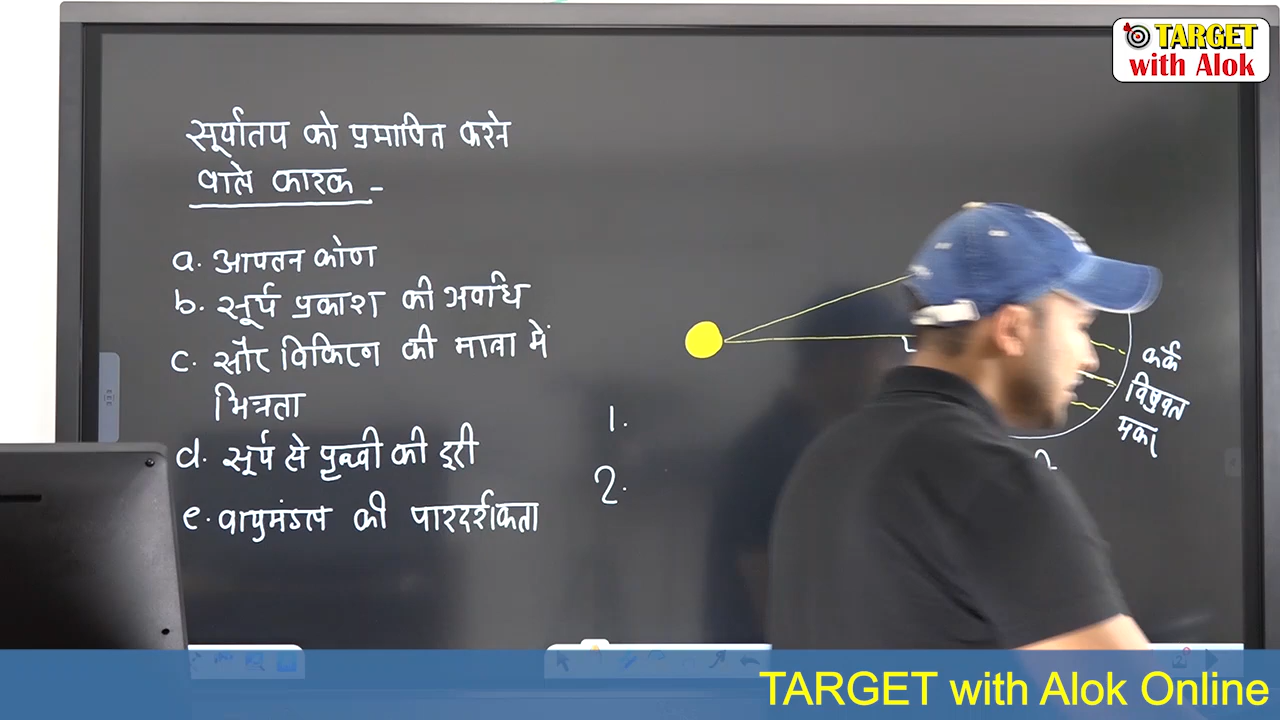 TARGET
with Alok
सूर्यातप को प्रभावित करने
वाले कारक -
a. आपतन कोण
b. सूर्य प्रकाश की अवधि
c. सौर विकिरण की मात्रा में
भिन्नता
d. सूर्य से पृथ्वी की दूरी
e. वायुमंडल की पारदर्शिकता
1.
2.
कर्क
विषुवत
मकर
TARGET with Alok Online